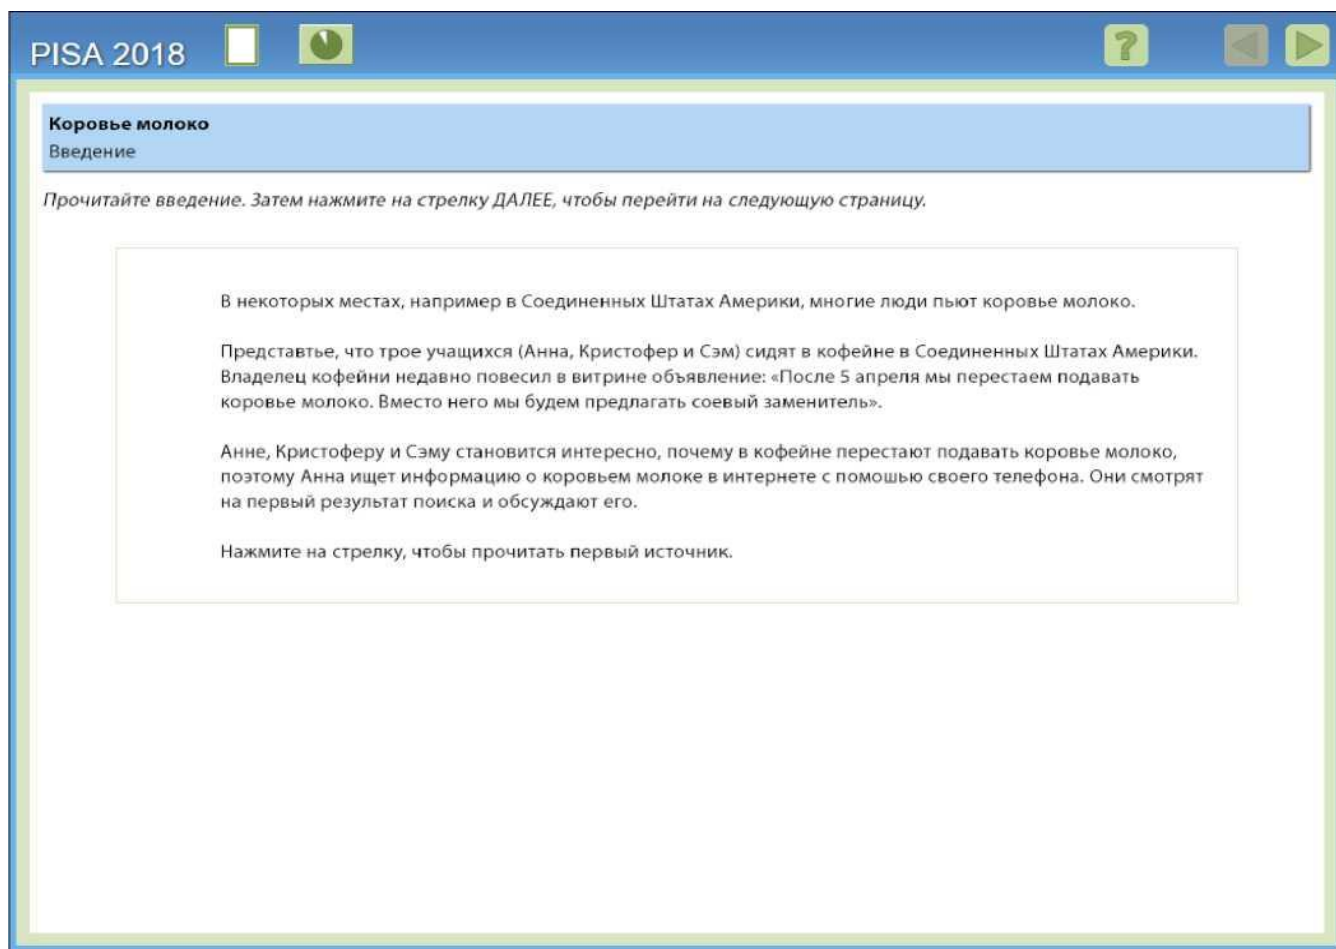 PISA 2018
?
Коровье молоко
Введение
Прочитайте введение. Затем нажмите на стрелку ДАЛЕЕ, чтобы перейти на следующую страницу.
В некоторых местах, например в Соединенных Штатах Америки, многие люди пьют коровье молоко.
Представтье, что трое учащихся (Анна, Кристофер и Сэм) сидят в кофейне в Соединенных Штатах Америки.
Владелец кофейни недавно повесил в витрине объявление: «После 5 апреля мы перестаем подавать
коровье молоко. Вместо него мы будем предлагать соевый заменитель».
Анне, Кристоферу и Сэму становится интересно, почему в кофейне перестают подавать коровье молоко,
поэтому Анна ищет информацию о коровьем молоке в интернете с помошью своего телефона. Они смотрят
на первый результат поиска и обсуждают его.
Нажмите на стрелку, чтобы прочитать первый источник.